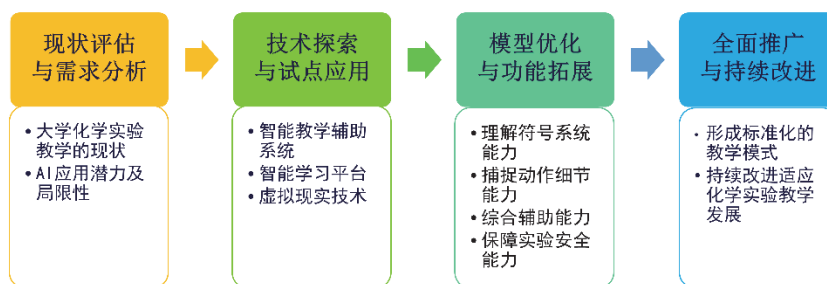 现状评估
与需求分析
• 大学化学实验
教学的现状
• AI应用潜力及
局限性
技术探索
与试点应用
• 智能教学辅助
系统
• 智能学习平台
• 虚拟现实技术
模型优化
与功能拓展
• 理解符号系统
能力
• 捕捉动作细节
能力
• 综合辅助能力
• 保障实验安全
能力
全面推广
与持续改进
• 形成标准化的
教学模式
• 持续改进适应
化学实验教学
发展